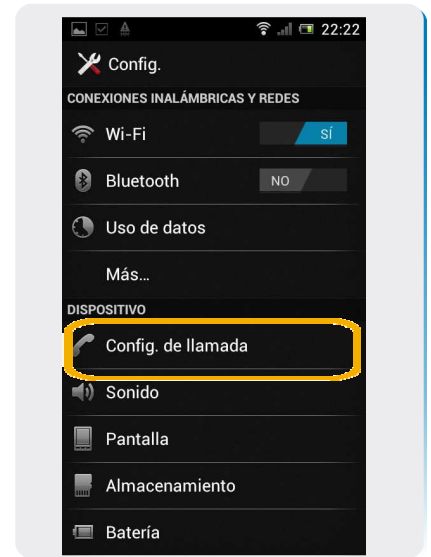 22:22
Config.
CONEXIONES INALÁMBRICAS Y REDES
Wi-Fi SÍ
Bluetooth NO
Uso de datos
Más...
DISPOSITIVO
Config. de llamada
Sonido
Pantalla
Almacenamiento
Batería